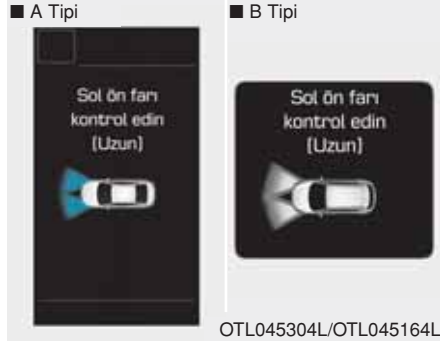 ■ A Tipi
Sol ön farı
kontrol edin
(Uzun)
■ B Tipi
Sol ön farı
kontrol edin
(Uzun)
OTL045304L/OTL045164L